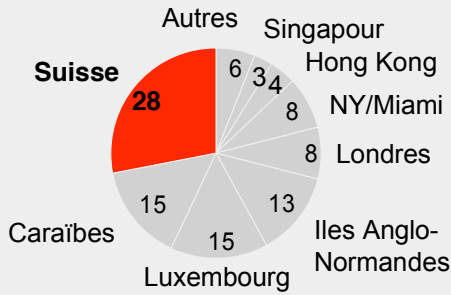 Autres
6
Singapour
3
Hong Kong
4
NY/Miami
8
Londres
8
Iles Anglo-
Normandes
13
Luxembourg
15
Caraïbes
15
Suisse
28